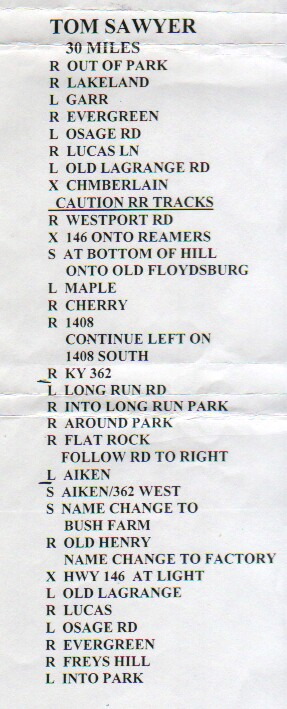 TOM SAWYER
30 MILES
R OUT OF PARK
R LAKELAND
L GARR
R EVERGREEN
L OSAGE RD
R LUCAS LN
L OLD LAGRANGE RD
X CHMBERLAIN
CAUTION RR TRACKS
R WESTPORT RD
X 146 ONTO REAMERS
S AT BOTTOM OF HILL
ONTO OLD FLOYDSBURG
L MAPLE
R CHERRY
R 1408
CONTINUE LEFT ON
1408 SOUTH
R KY 362
L LONG RUN RD
R INTO LONG RUN PARK
R AROUND PARK
R FLAT ROCK
FOLLOW RD TO RIGHT
L AIKEN
S AIKEN/362 WEST
S NAME CHANGE TO
BUSH FARM
R OLD HENRY
NAME CHANGE TO FACTORY
X HWY 146 AT LIGHT
L OLD LAGRANGE
R LUCAS
L OSAGE RD
R EVERGREEN
R FREYS HILL
L INTO PARK